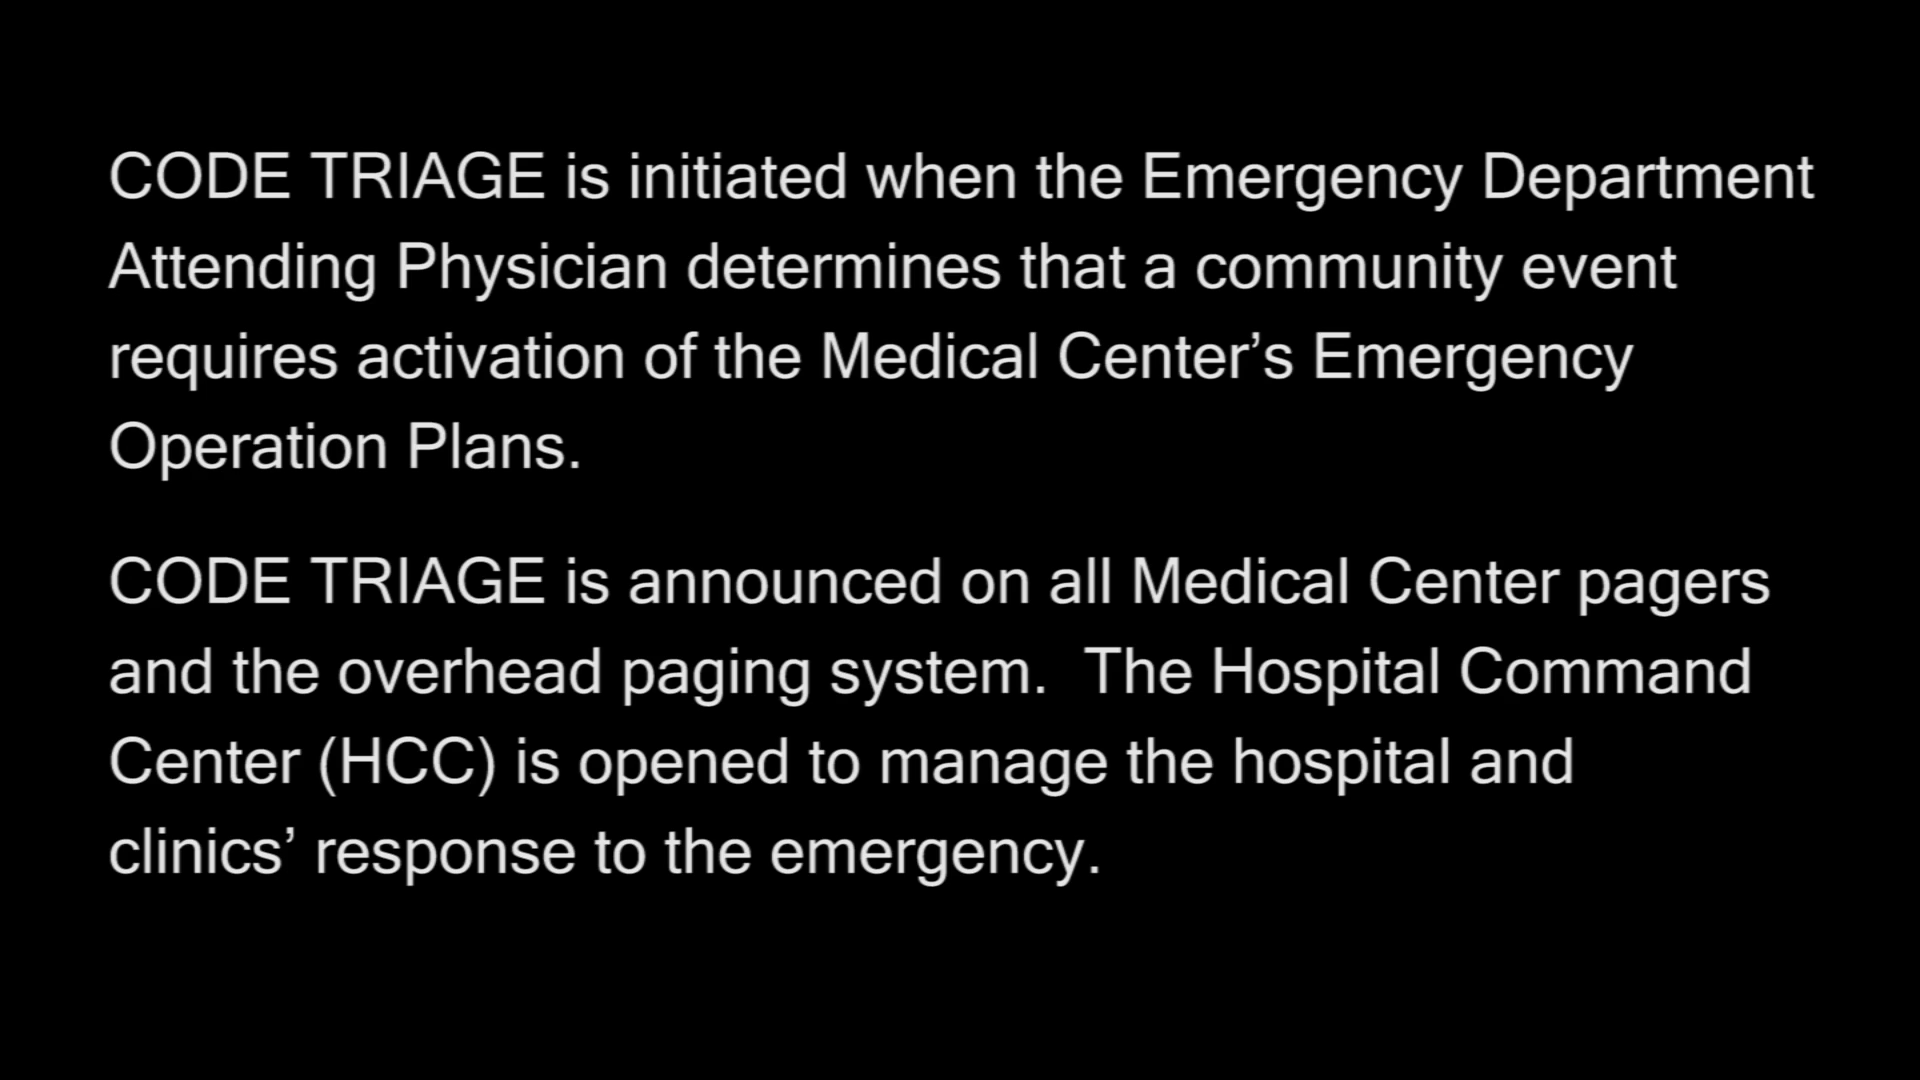 CODE TRIAGE is initiated when the Emergency Department
Attending Physician determines that a community event
requires activation of the Medical Center’s Emergency
Operation Plans.
CODE TRIAGE is announced on all Medical Center pagers
and the overhead paging system.  The Hospital Command
Center (HCC) is opened to manage the hospital and
clinics’ response to the emergency.